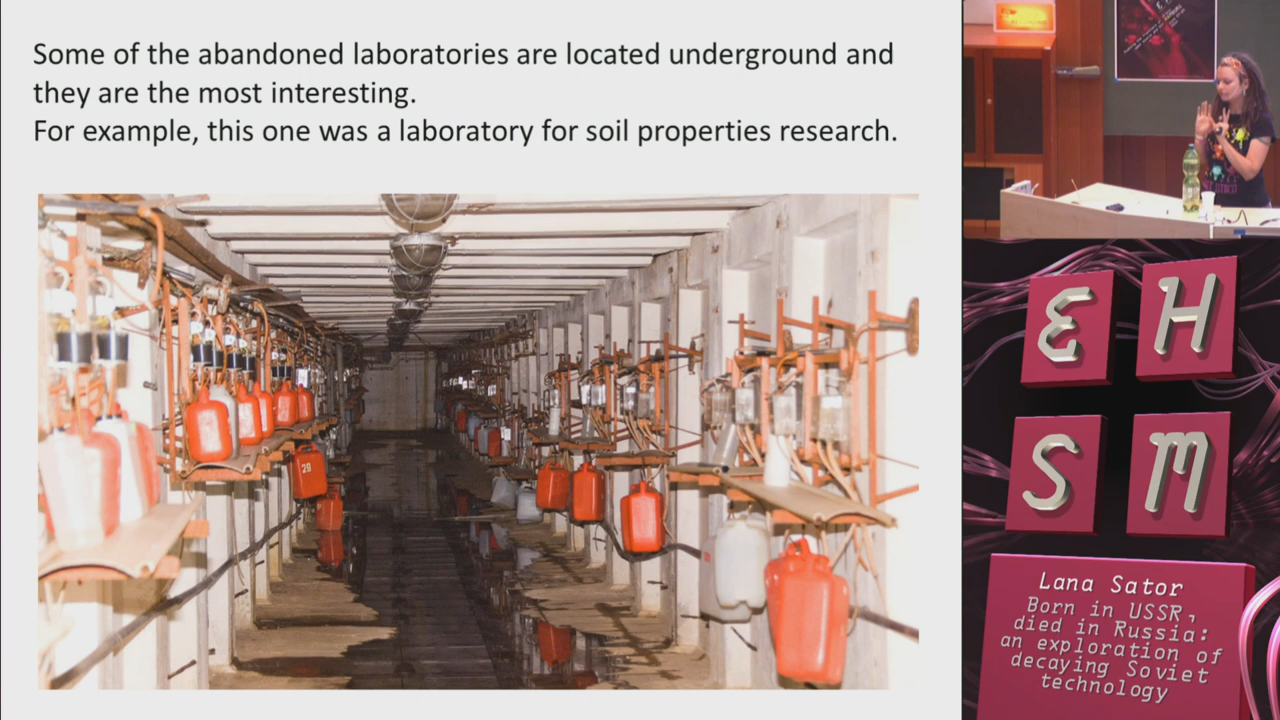 Some of the abandoned laboratories are located underground and
they are the most interesting.
For example, this one was a laboratory for soil properties research.
29
E H
S M
Lana Sator
Born in USSR,
died in Russia:
an exploration of
decaying Soviet
technology